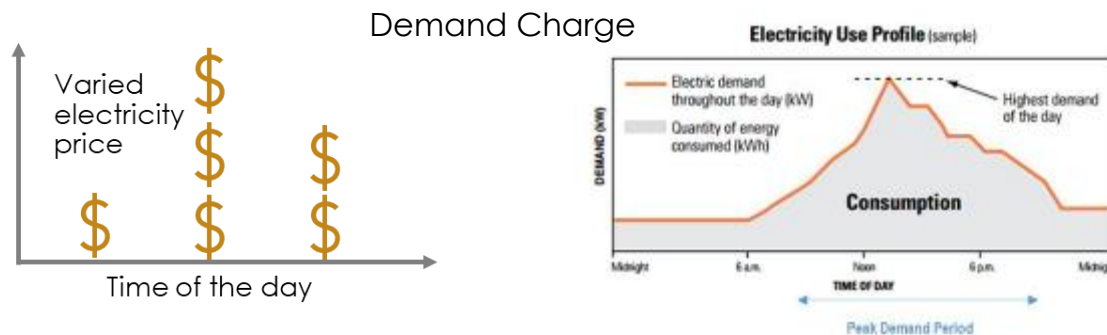 Demand Charge
Varied
electricity
price
$
$
$
$
$
$
Time of the day
Electricity Use Profile (sample)
Electric demand
throughout the day (kW)
Quantity of energy
consumed (kWh)
Highest demand
of the day
DEMAND (kW)
Consumption
Midnight 6 a.m. Noon 6 p.m. Midnigh
TIME OF DAY
Peak Demand Period